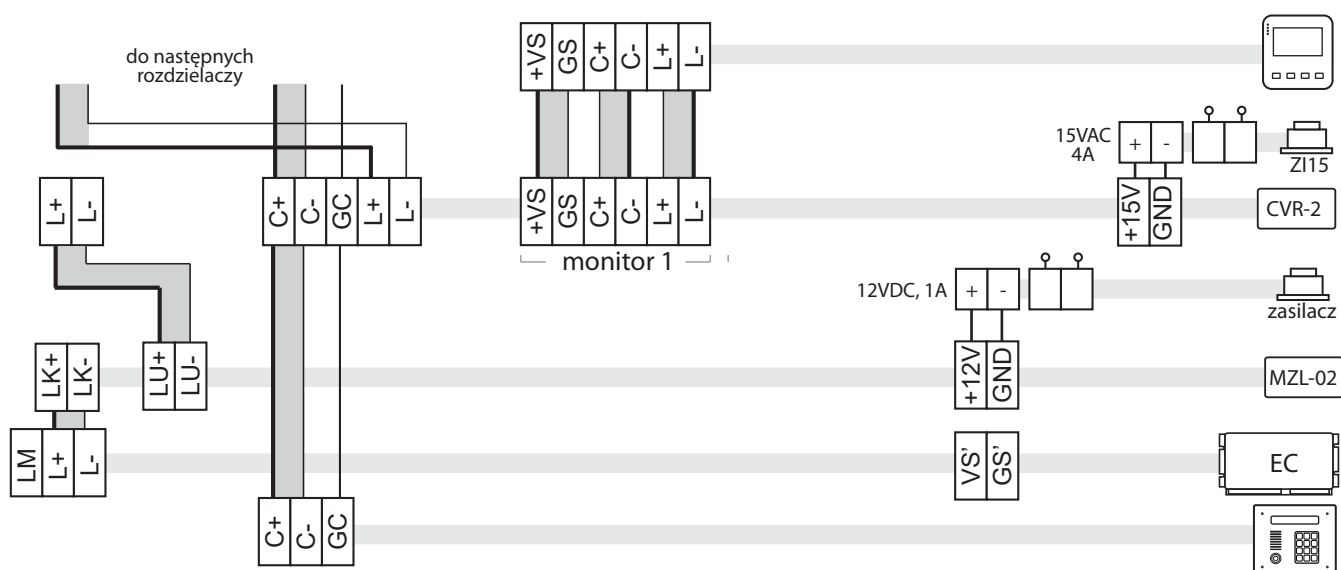 do następnych
rozdzielaczy
+VS GS C+ C- L+ L-
15VAC
4A
+ -
ZI15
L+ L-
C+ C- GC L+ L-
+VS GS C+ C- L+ L-
+15V GND
CVR-2
monitor 1
12VDC, 1A
+ -
zasilacz
LK+ LK-
LU+ LU-
+12V GND
MZL-02
LM L+ L-
VS' GS'
EC
C+ C- GC